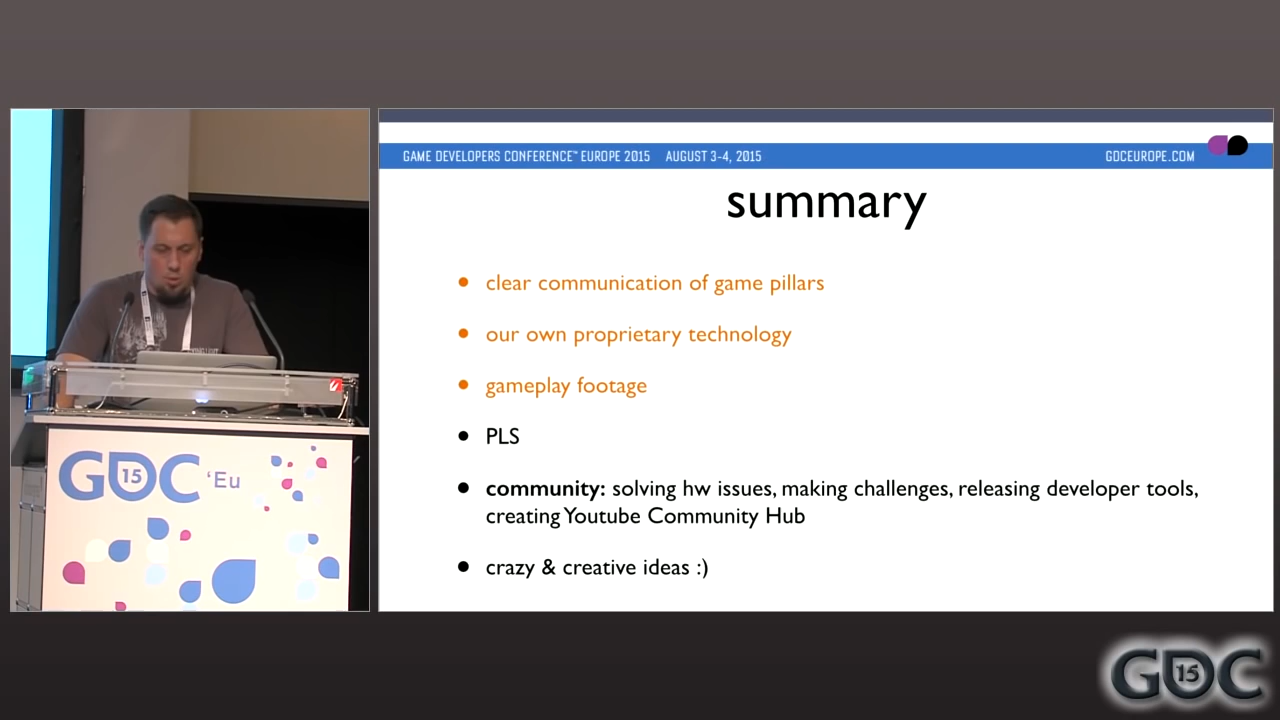 GAME DEVELOPERS CONFERENCE™ EUROPE 2015 AUGUST 3-4, 2015 GDCEUROPE.COM
summary
• clear communication of game pillars
• our own proprietary technology
• gameplay footage
• PLS
• community: solving hw issues, making challenges, releasing developer tools,
creating Youtube Community Hub
• crazy & creative ideas :)
GDC 15 'Eu
GDC 15